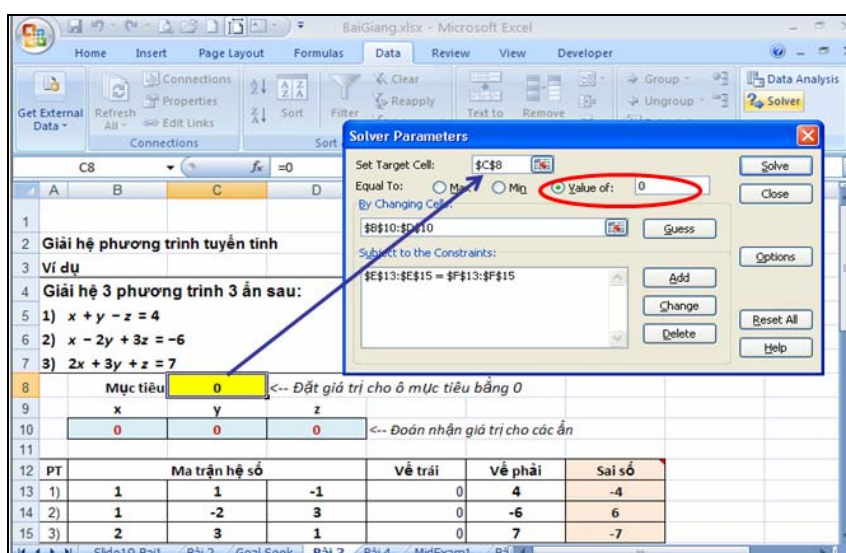 BaiGiang.xlsx - Microsoft Excel
Home Insert Page Layout Formulas Data Review View Developer
Get External Data
Refresh All
Connections
Properties
Edit Links
Connections
Sort
Filter
Clear
Reapply
Text to
Remove
Group
Ungroup
Data Analysis
Solver
C8 fx =0
A B C D
Solver Parameters
Set Target Cell: $C$8
Equal To: Max Min Value of: 0
By Changing Cells:
$B$10:$D$10
Guess
Subject to the Constraints:
$E$13:$E$15 = $F$13:$F$15
Add
Change
Delete
Solve
Close
Options
Reset All
Help
1
2 Giải hệ phương trình tuyến tính
3 Ví dụ
4 Giải hệ 3 phương trình 3 ẩn sau:
5 1) x + y – z = 4
6 2) x – 2y + 3z = –6
7 3) 2x + 3y + z = 7
8 Mục tiêu 0 <-- Đặt giá trị cho ô mục tiêu bằng 0
9 x y z
10 0 0 0 <-- Đoán nhận giá trị cho các ẩn
11
12 PT Ma trận hệ số Vế trái Vế phải Sai số
13 1) 1 1 -1 0 4 -4
14 2) 1 -2 3 0 -6 6
15 3) 2 3 1 0 7 -7
Slide10_Bai1 Bài 2 Goal Seek Bài 3 Bài 4 MidExam1